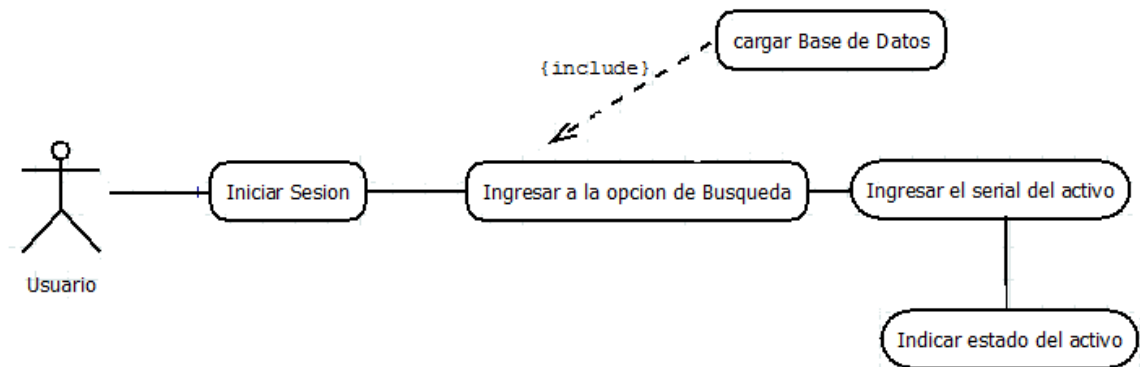 cargar Base de Datos
{include}
Iniciar Sesion
Ingresar a la opcion de Busqueda
Ingresar el serial del activo
Usuario
Indicar estado del activo